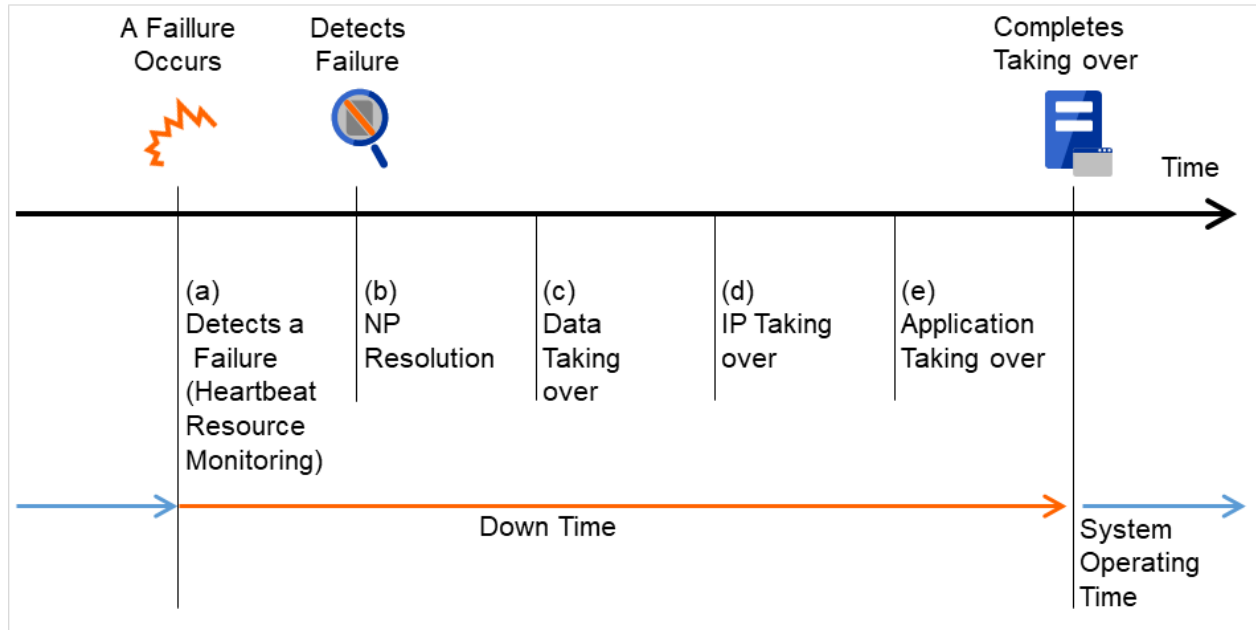 A Faillure
Occurs
Detects
Failure
Completes
Taking over
Time
(a)
Detects a
Failure
(Heartbeat
Resource
Monitoring)
(b)
NP
Resolution
(c)
Data
Taking
over
(d)
IP Taking
over
(e)
Application
Taking over
Down Time
System
Operating
Time